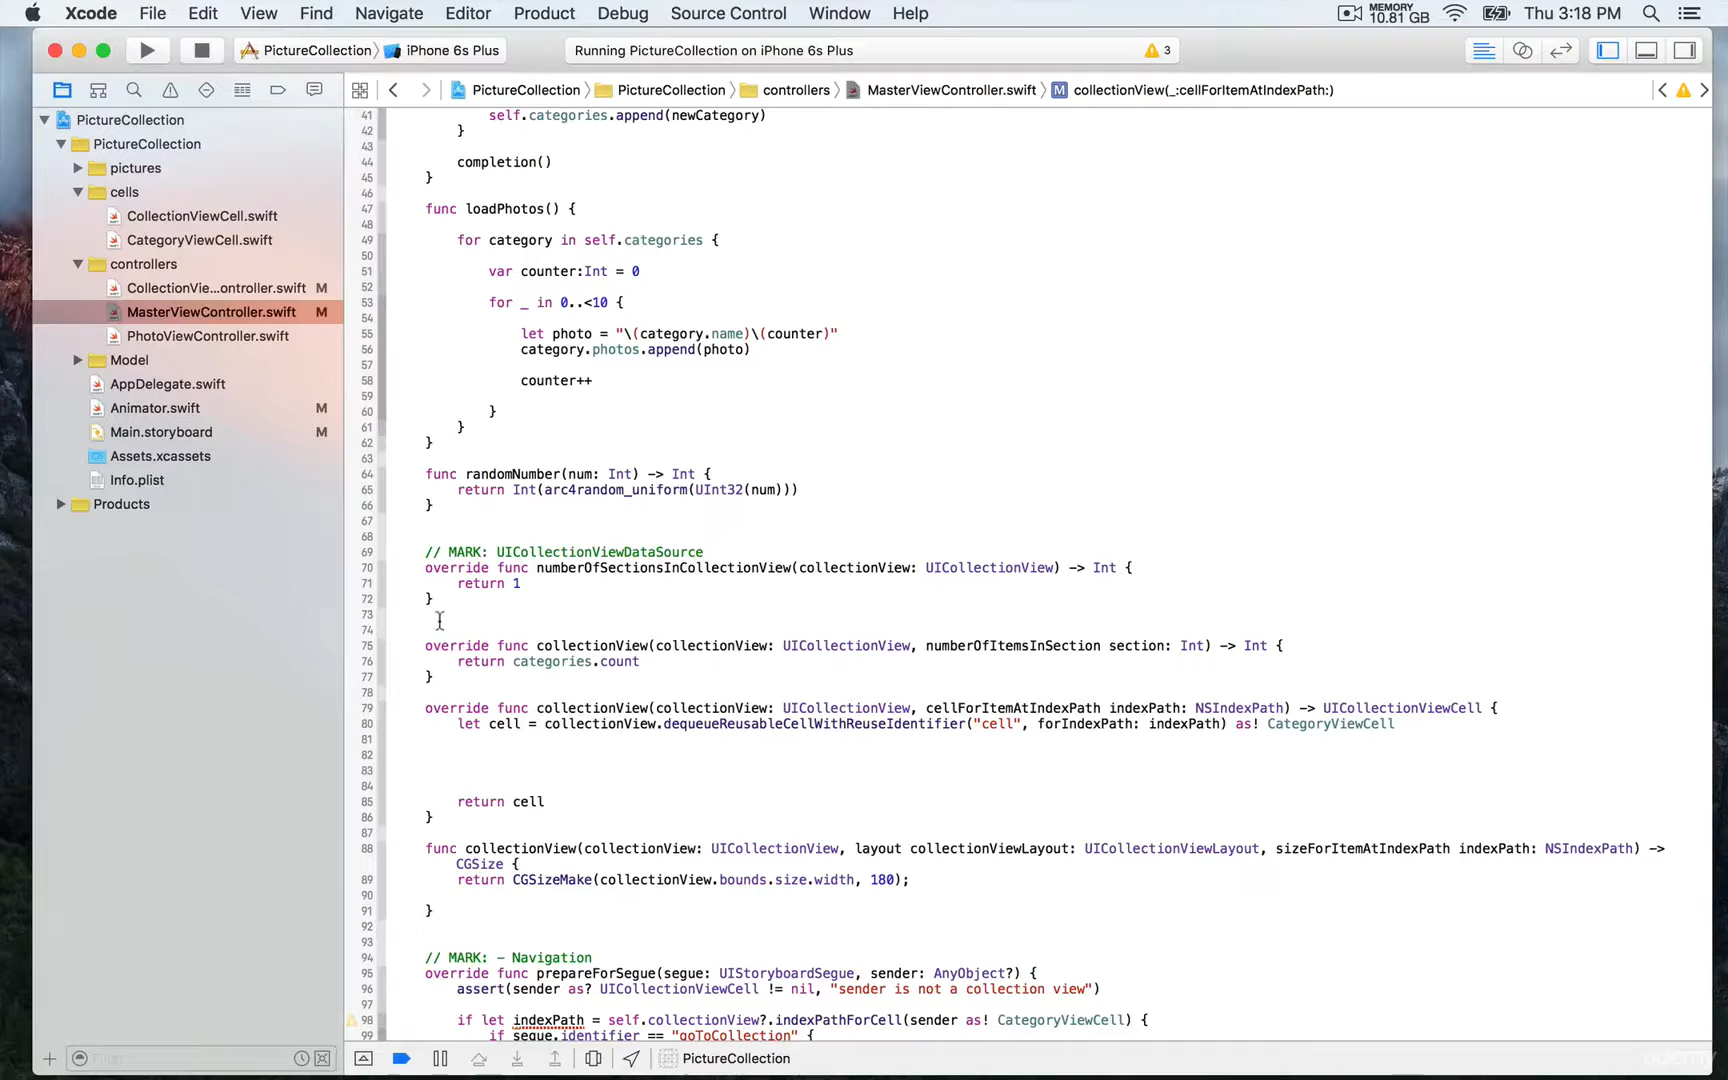 Xcode File Edit View Find Navigate Editor Product Debug Source Control Window Help MEMORY 10.81 GB Thu 3:18 PM
PictureCollection iPhone 6s Plus Running PictureCollection on iPhone 6s Plus 3
PictureCollection PictureCollection controllers MasterViewController.swift M collectionView(_:cellForItemAtIndexPath:)
PictureCollection
PictureCollection
pictures
cells
CollectionViewCell.swift
CategoryViewCell.swift
controllers
CollectionVie...ontroller.swift M
MasterViewController.swift M
PhotoViewController.swift
Model
AppDelegate.swift
Animator.swift M
Main.storyboard M
Assets.xcassets
Info.plist
Products
41 self.categories.append(newCategory)
42 }
43
44 completion()
45 }
46
47 func loadPhotos() {
48
49 for category in self.categories {
50
51 var counter:Int = 0
52
53 for _ in 0..<10 {
54
55 let photo = "\(category.name)\(counter)"
56 category.photos.append(photo)
57
58 counter++
59
60 }
61 }
62 }
63
64 func randomNumber(num: Int) -> Int {
65 return Int(arc4random_uniform(UInt32(num)))
66 }
67
68
69 // MARK: UICollectionViewDataSource
70 override func numberOfSectionsInCollectionView(collectionView: UICollectionView) -> Int {
71 return 1
72 }
73
74
75 override func collectionView(collectionView: UICollectionView, numberOfItemsInSection section: Int) -> Int {
76 return categories.count
77 }
78
79 override func collectionView(collectionView: UICollectionView, cellForItemAtIndexPath indexPath: NSIndexPath) -> UICollectionViewCell {
80 let cell = collectionView.dequeueReusableCellWithReuseIdentifier("cell", forIndexPath: indexPath) as! CategoryViewCell
81
82
83
84
85 return cell
86 }
87
88 func collectionView(collectionView: UICollectionView, layout collectionViewLayout: UICollectionViewLayout, sizeForItemAtIndexPath indexPath: NSIndexPath) ->
CGSize {
89 return CGSizeMake(collectionView.bounds.size.width, 180);
90
91 }
92
93
94 // MARK: - Navigation
95 override func prepareForSegue(segue: UIStoryboardSegue, sender: AnyObject?) {
96 assert(sender as? UICollectionViewCell != nil, "sender is not a collection view")
97
98 if let indexPath = self.collectionView?.indexPathForCell(sender as! CategoryViewCell) {
99 if segue.identifier == "goToCollection" {
Filter
PictureCollection
udemy